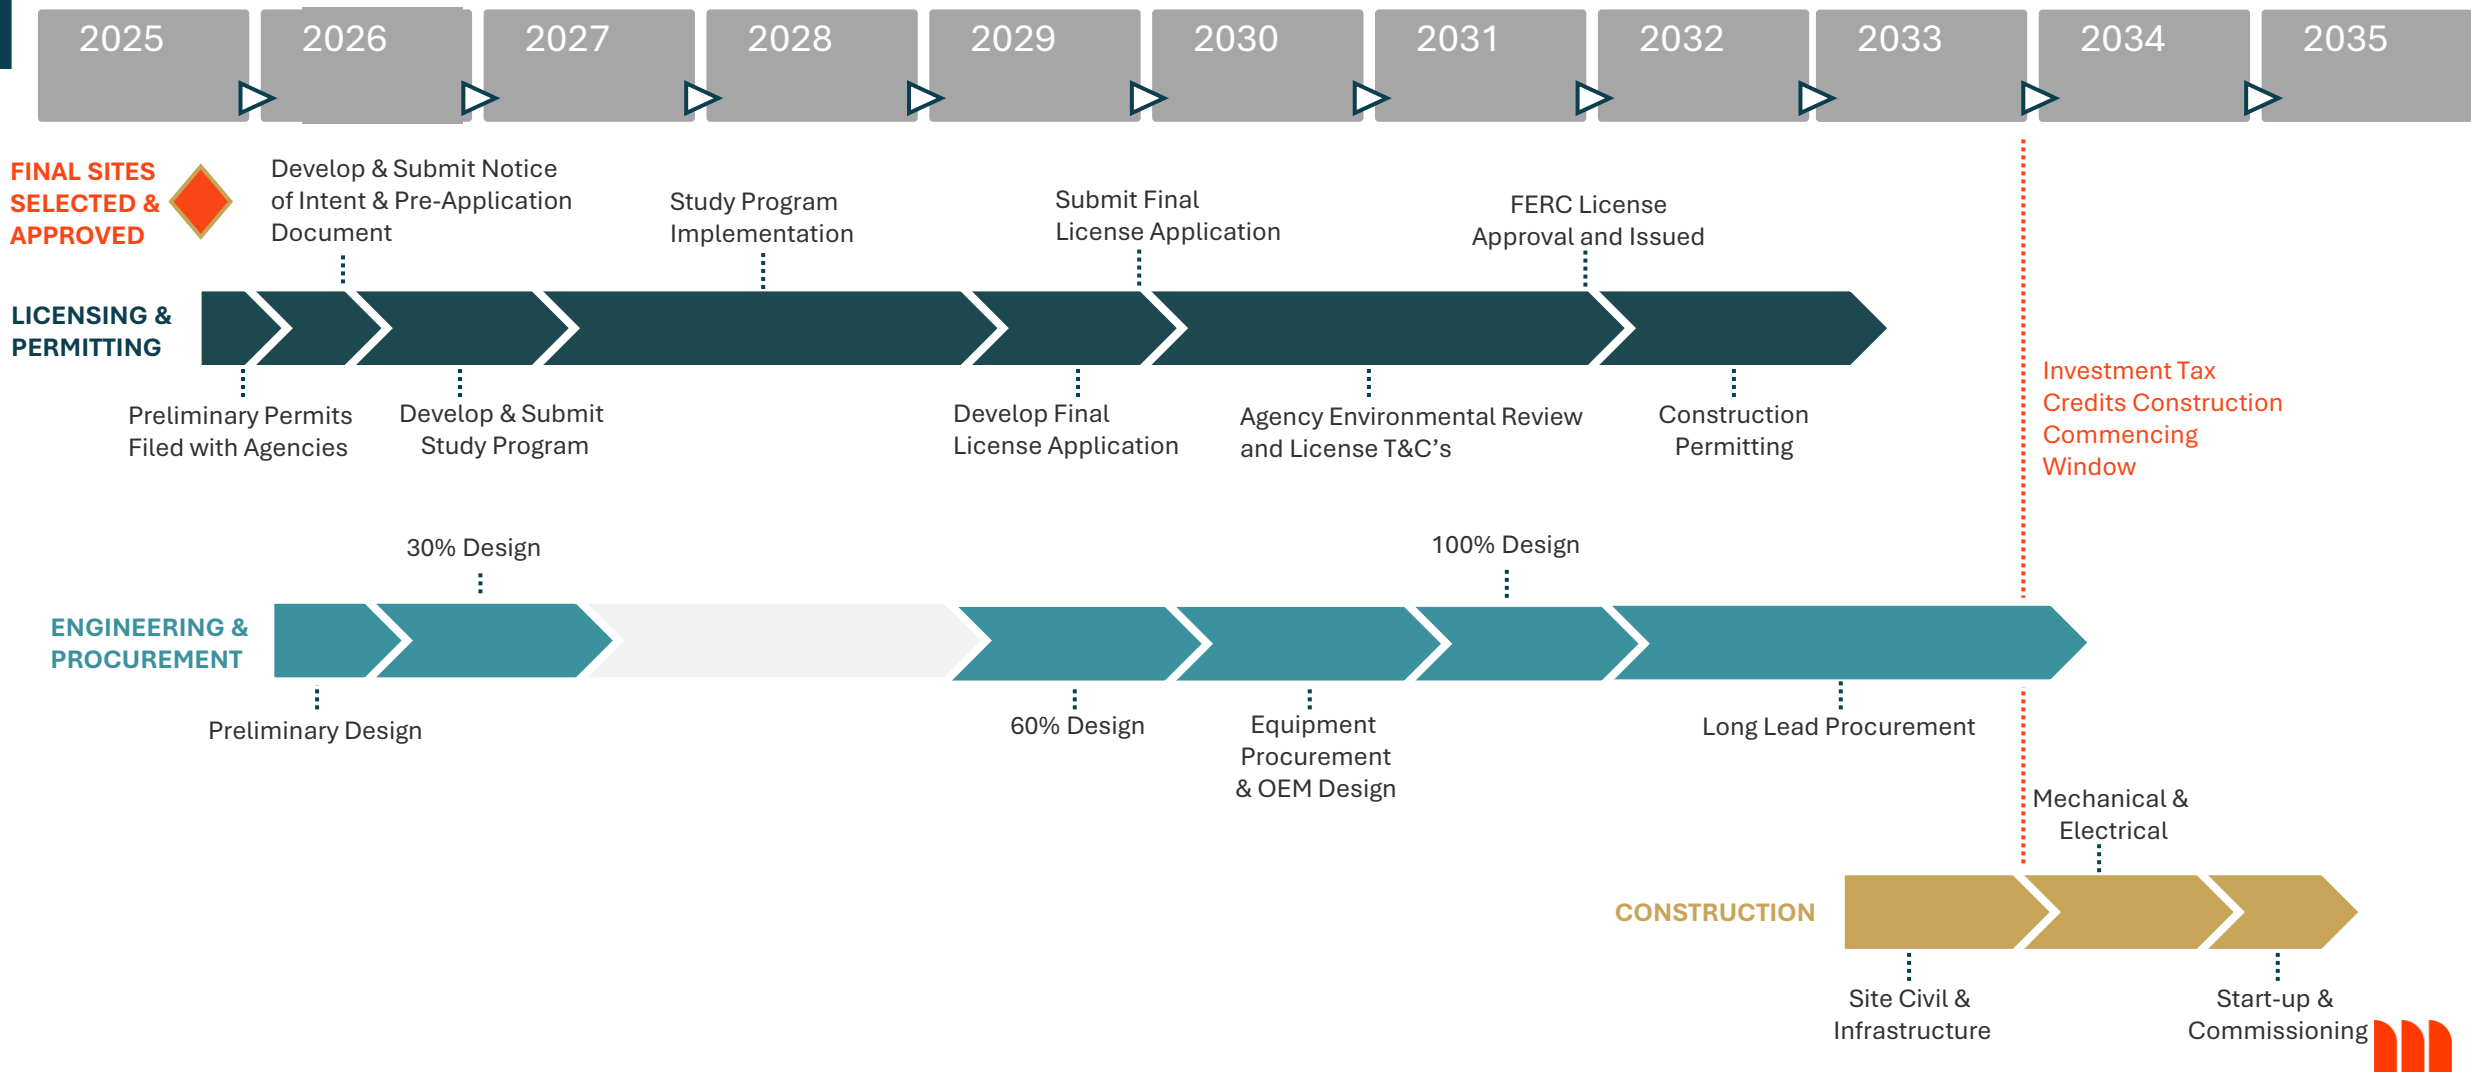 2025
2026
2027
2028
2029
2030
2031
2032
2033
2034
2035
FINAL SITES
SELECTED &
APPROVED
Develop & Submit Notice
of Intent & Pre-Application
Document
Study Program
Implementation
Submit Final
License Application
FERC License
Approval and Issued
LICENSING &
PERMITTING
Preliminary Permits
Filed with Agencies
Develop & Submit
Study Program
Develop Final
License Application
Agency Environmental Review
and License T&C’s
Construction
Permitting
Investment Tax
Credits Construction
Commencing
Window
30% Design
100% Design
ENGINEERING &
PROCUREMENT
Preliminary Design
60% Design
Equipment
Procurement
& OEM Design
Long Lead Procurement
Mechanical &
Electrical
CONSTRUCTION
Site Civil &
Infrastructure
Start-up &
Commissioning